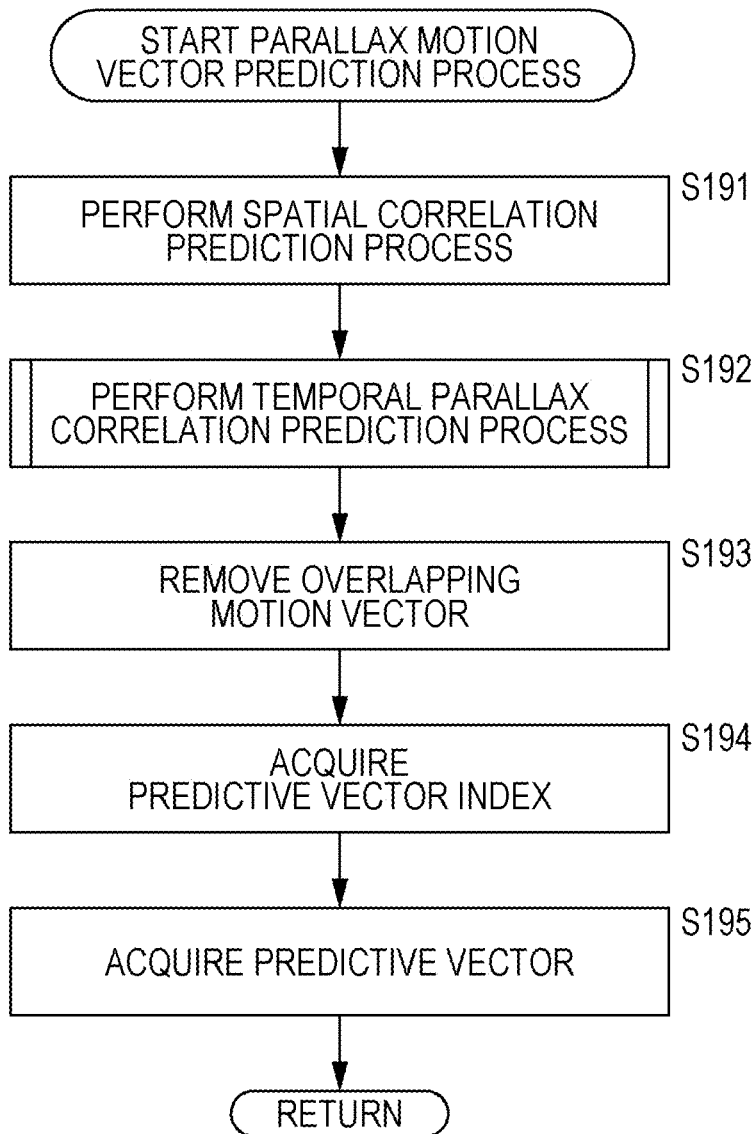 START PARALLAX MOTION
VECTOR PREDICTION PROCESS
S191
PERFORM SPATIAL CORRELATION
PREDICTION PROCESS
S192
PERFORM TEMPORAL PARALLAX
CORRELATION PREDICTION PROCESS
S193
REMOVE OVERLAPPING
MOTION VECTOR
S194
ACQUIRE
PREDICTIVE VECTOR INDEX
S195
ACQUIRE PREDICTIVE VECTOR
RETURN